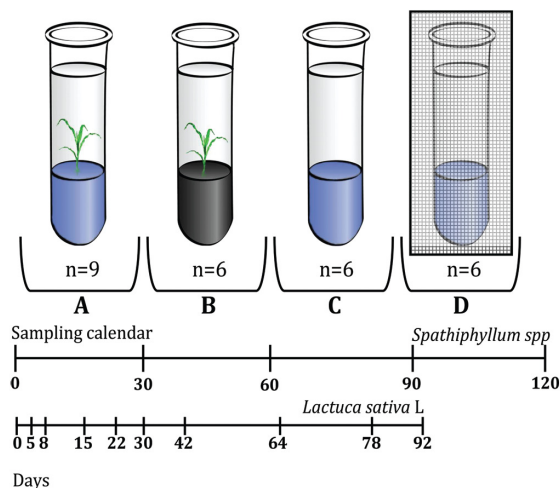 n=9 n=6 n=6 n=6
A B C D
Sampling calendar Spathiphyllum spp
0 30 60 90 120
Lactuca sativa L
0 5 8 15 22 30 42 64 78 92
Days